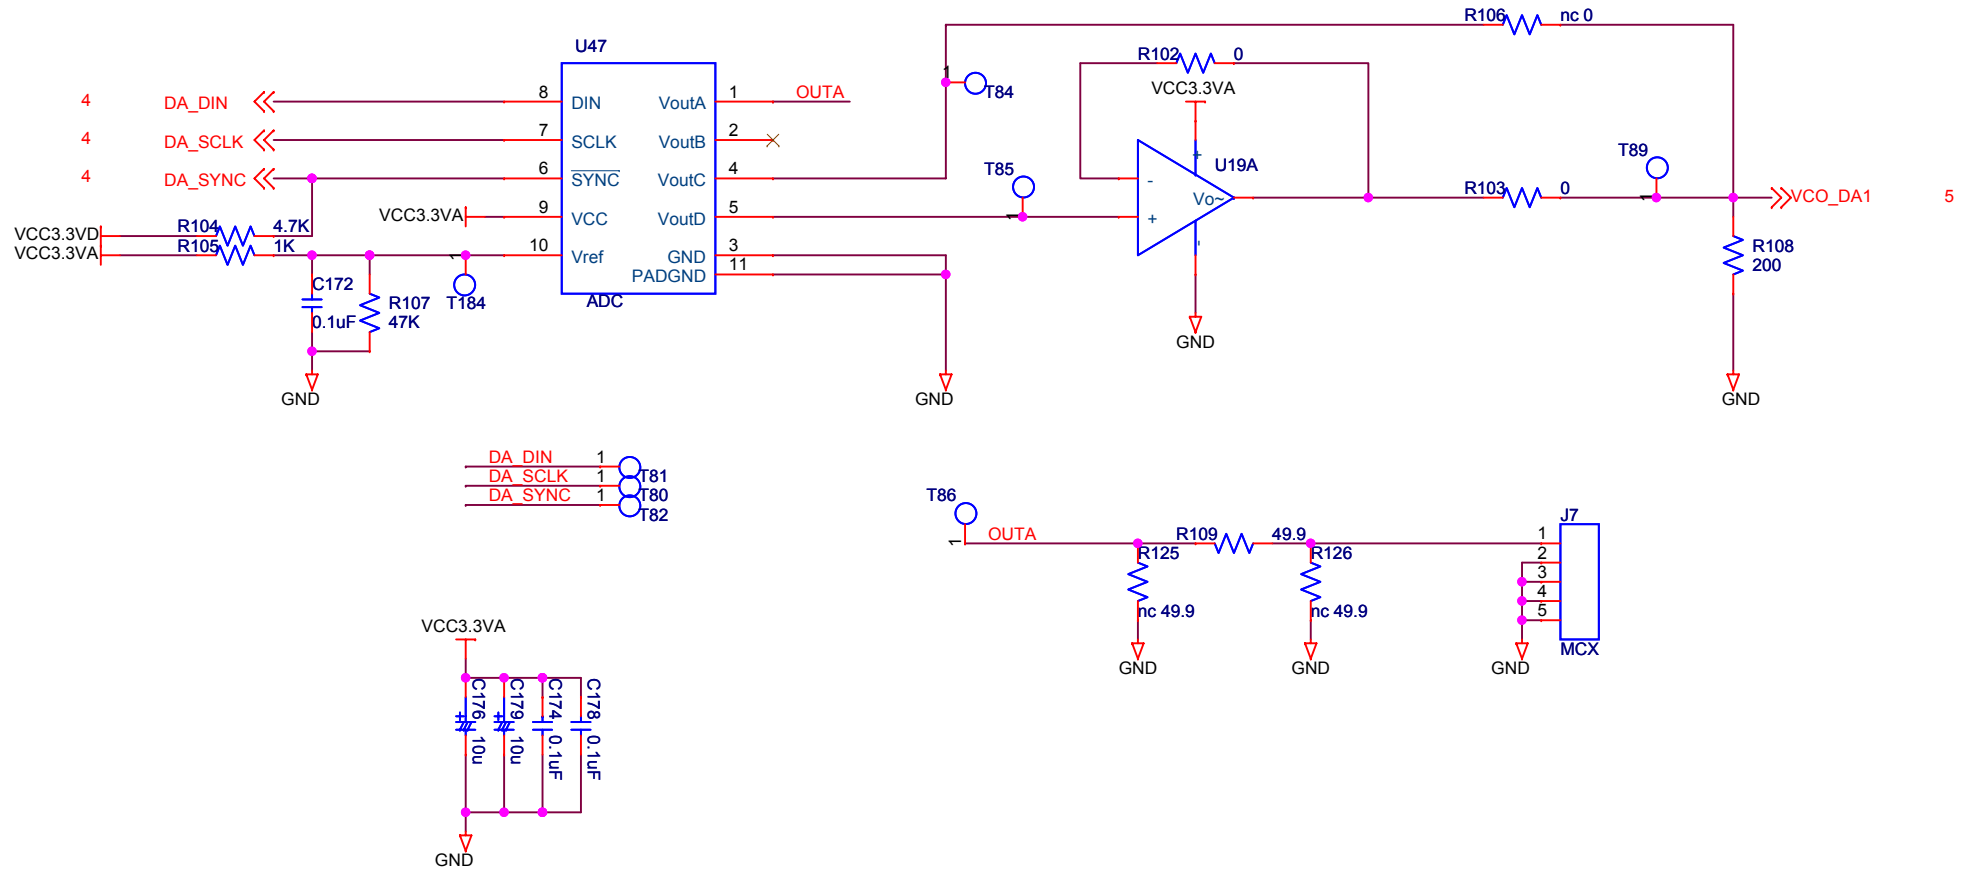 R106 nc 0
U47
R102 0
VCC3.3VA
1
T84
4 DA_DIN 8 DIN VoutA 1 OUTA
4 DA_SCLK 7 SCLK VoutB 2
4 DA_SYNC 6 SYNC VoutC 4
VCC3.3VA 9 VCC VoutD 5
10 Vref GND 3
PADGND 11
ADC
VCC3.3VD R104 4.7K
VCC3.3VA R105 1K
C172
0.1uF
R107
47K
1
T184
GND
GND
T85
1
U19A
+
-
Vo~
+
-
GND
R103 0
T89
1
VCO_DA1 5
R108
200
GND
DA_DIN 1 T81
DA_SCLK 1 T80
DA_SYNC 1 T82
T86
1
OUTA
R109 49.9
R125
nc 49.9
GND
R126
nc 49.9
GND
J7
1
2
3
4
5
MCX
GND
VCC3.3VA
C176 10u
C179 10u
C174 0.1uF
C178 0.1uF
GND